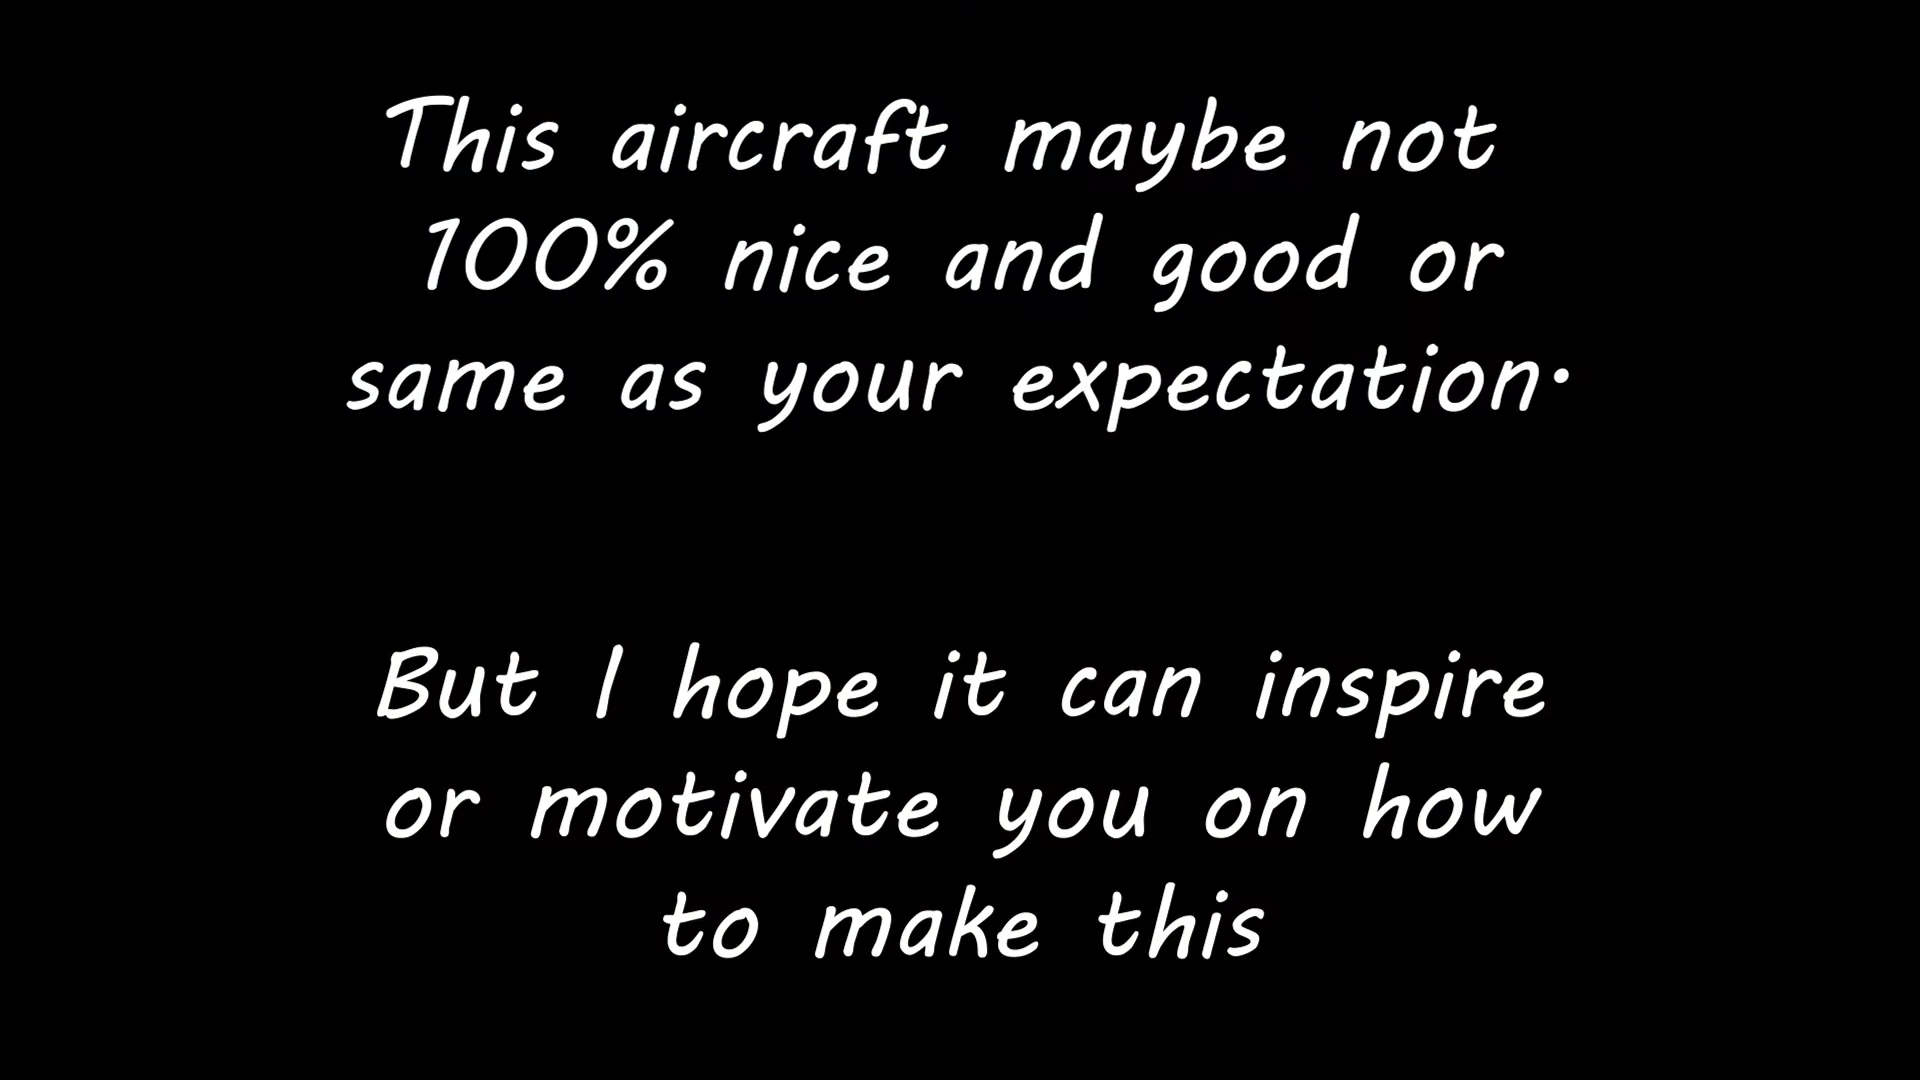 This aircraft maybe not
100% nice and good or
same as your expectation.
But I hope it can inspire
or motivate you on how
to make this